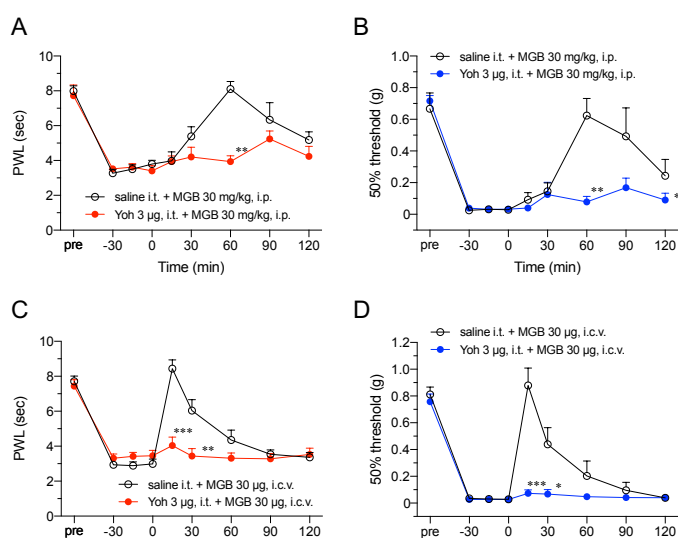 A
PWL (sec)
10
8
6
4
2
0
saline i.t. + MGB 30 mg/kg, i.p.
Yoh 3 µg, i.t. + MGB 30 mg/kg, i.p.
**
pre
-30
0
30
60
90
120
Time (min)
B
50% threshold (g)
1.0
0.8
0.6
0.4
0.2
0
saline i.t. + MGB 30 mg/kg, i.p.
Yoh 3 µg, i.t. + MGB 30 mg/kg, i.p.
**
*
pre
-30
0
30
60
90
120
Time (min)
C
PWL (sec)
10
8
6
4
2
0
***
**
saline i.t. + MGB 30 µg, i.c.v.
Yoh 3 µg, i.t. + MGB 30 µg, i.c.v.
pre
-30
0
30
60
90
120
D
50% threshold (g)
1.2
1.0
0.8
0.6
0.4
0.2
0
saline i.t. + MGB 30 µg, i.c.v.
Yoh 3 µg, i.t. + MGB 30 µg, i.c.v.
***
*
pre
-30
0
30
60
90
120